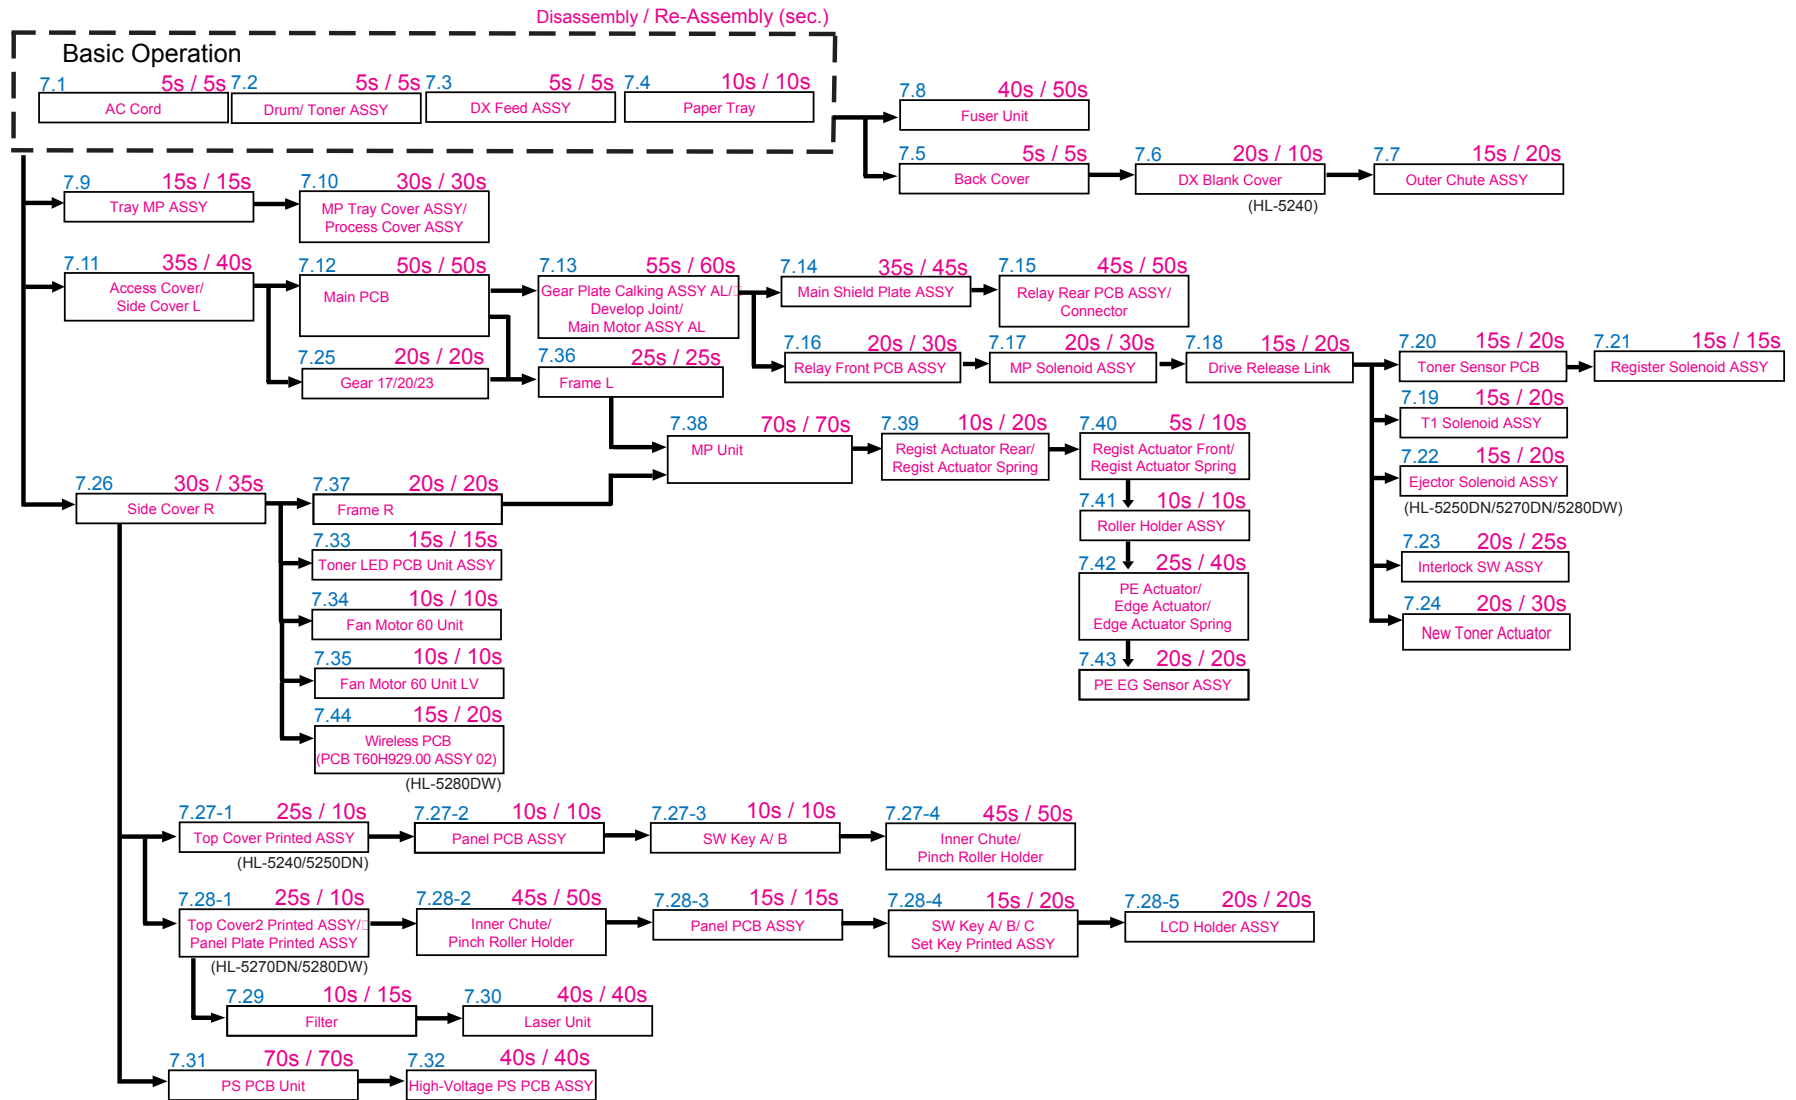 Disassembly / Re-Assembly (sec.)
Basic Operation
7.1 5s / 5s
AC Cord
7.2 5s / 5s
Drum/ Toner ASSY
7.3 5s / 5s
DX Feed ASSY
7.4 10s / 10s
Paper Tray
7.8 40s / 50s
Fuser Unit
7.5 5s / 5s
Back Cover
7.6 20s / 10s
DX Blank Cover
(HL-5240)
7.7 15s / 20s
Outer Chute ASSY
7.9 15s / 15s
Tray MP ASSY
7.10 30s / 30s
MP Tray Cover ASSY/
Process Cover ASSY
7.11 35s / 40s
Access Cover/
Side Cover L
7.12 50s / 50s
Main PCB
7.13 55s / 60s
Gear Plate Calking ASSY AL/
Develop Joint/
Main Motor ASSY AL
7.14 35s / 45s
Main Shield Plate ASSY
7.15 45s / 50s
Relay Rear PCB ASSY/
Connector
7.16 20s / 30s
Relay Front PCB ASSY
7.17 20s / 30s
MP Solenoid ASSY
7.18 15s / 20s
Drive Release Link
7.20 15s / 20s
Toner Sensor PCB
7.21 15s / 15s
Register Solenoid ASSY
7.19 15s / 20s
T1 Solenoid ASSY
7.22 15s / 20s
Ejector Solenoid ASSY
(HL-5250DN/5270DN/5280DW)
7.23 20s / 25s
Interlock SW ASSY
7.24 20s / 30s
New Toner Actuator
7.25 20s / 20s
Gear 17/20/23
7.36 25s / 25s
Frame L
7.38 70s / 70s
MP Unit
7.39 10s / 20s
Regist Actuator Rear/
Regist Actuator Spring
7.40 5s / 10s
Regist Actuator Front/
Regist Actuator Spring
7.41 10s / 10s
Roller Holder ASSY
7.42 25s / 40s
PE Actuator/
Edge Actuator/
Edge Actuator Spring
7.43 20s / 20s
PE EG Sensor ASSY
7.26 30s / 35s
Side Cover R
7.37 20s / 20s
Frame R
7.33 15s / 15s
Toner LED PCB Unit ASSY
7.34 10s / 10s
Fan Motor 60 Unit
7.35 10s / 10s
Fan Motor 60 Unit LV
7.44 15s / 20s
Wireless PCB
(PCB T60H929.00 ASSY 02)
(HL-5280DW)
7.27-1 25s / 10s
Top Cover Printed ASSY
(HL-5240/5250DN)
7.27-2 10s / 10s
Panel PCB ASSY
7.27-3 10s / 10s
SW Key A/ B
7.27-4 45s / 50s
Inner Chute/
Pinch Roller Holder
7.28-1 25s / 10s
Top Cover2 Printed ASSY/
Panel Plate Printed ASSY
(HL-5270DN/5280DW)
7.28-2 45s / 50s
Inner Chute/
Pinch Roller Holder
7.28-3 15s / 15s
Panel PCB ASSY
7.28-4 15s / 20s
SW Key A/ B/ C
Set Key Printed ASSY
7.28-5 20s / 20s
LCD Holder ASSY
7.29 10s / 15s
Filter
7.30 40s / 40s
Laser Unit
7.31 70s / 70s
PS PCB Unit
7.32 40s / 40s
High-Voltage PS PCB ASSY